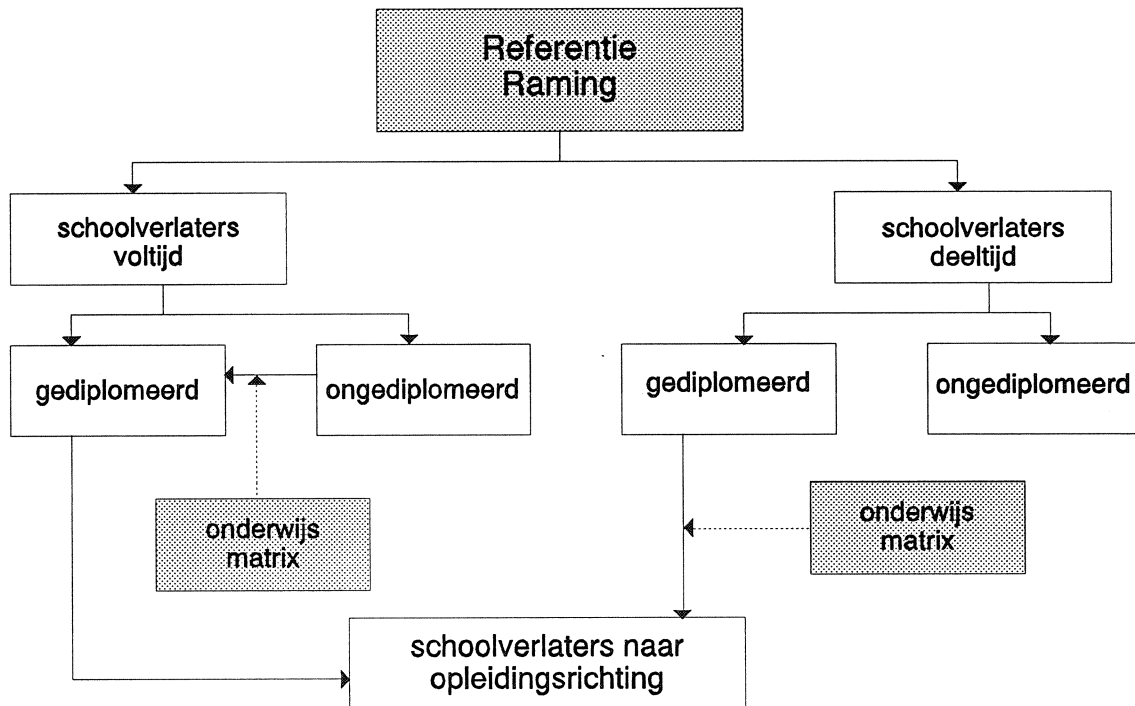 Referentie
Raming
schoolverlaters
voltijd
schoolverlaters
deeltijd
gediplomeerd
ongediplomeerd
gediplomeerd
ongediplomeerd
onderwijs
matrix
onderwijs
matrix
schoolverlaters naar
opleidingsrichting